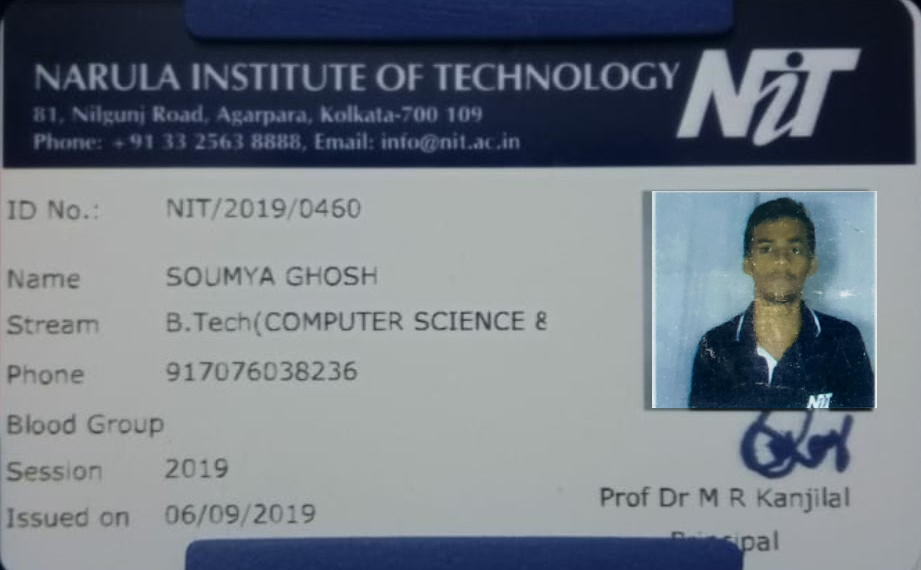 NARULA INSTITUTE OF TECHNOLOGY NiT
81, Nilgunj Road, Agarpara, Kolkata-700 109
Phone: +91 33 2563 8888, Email: info@nit.ac.in
ID No.: NIT/2019/0460
Name SOUMYA GHOSH
Stream B.Tech(COMPUTER SCIENCE &
Phone 917076038236
Blood Group
Session 2019
Issued on 06/09/2019
NiT
Prof Dr M R Kanjilal
Principal